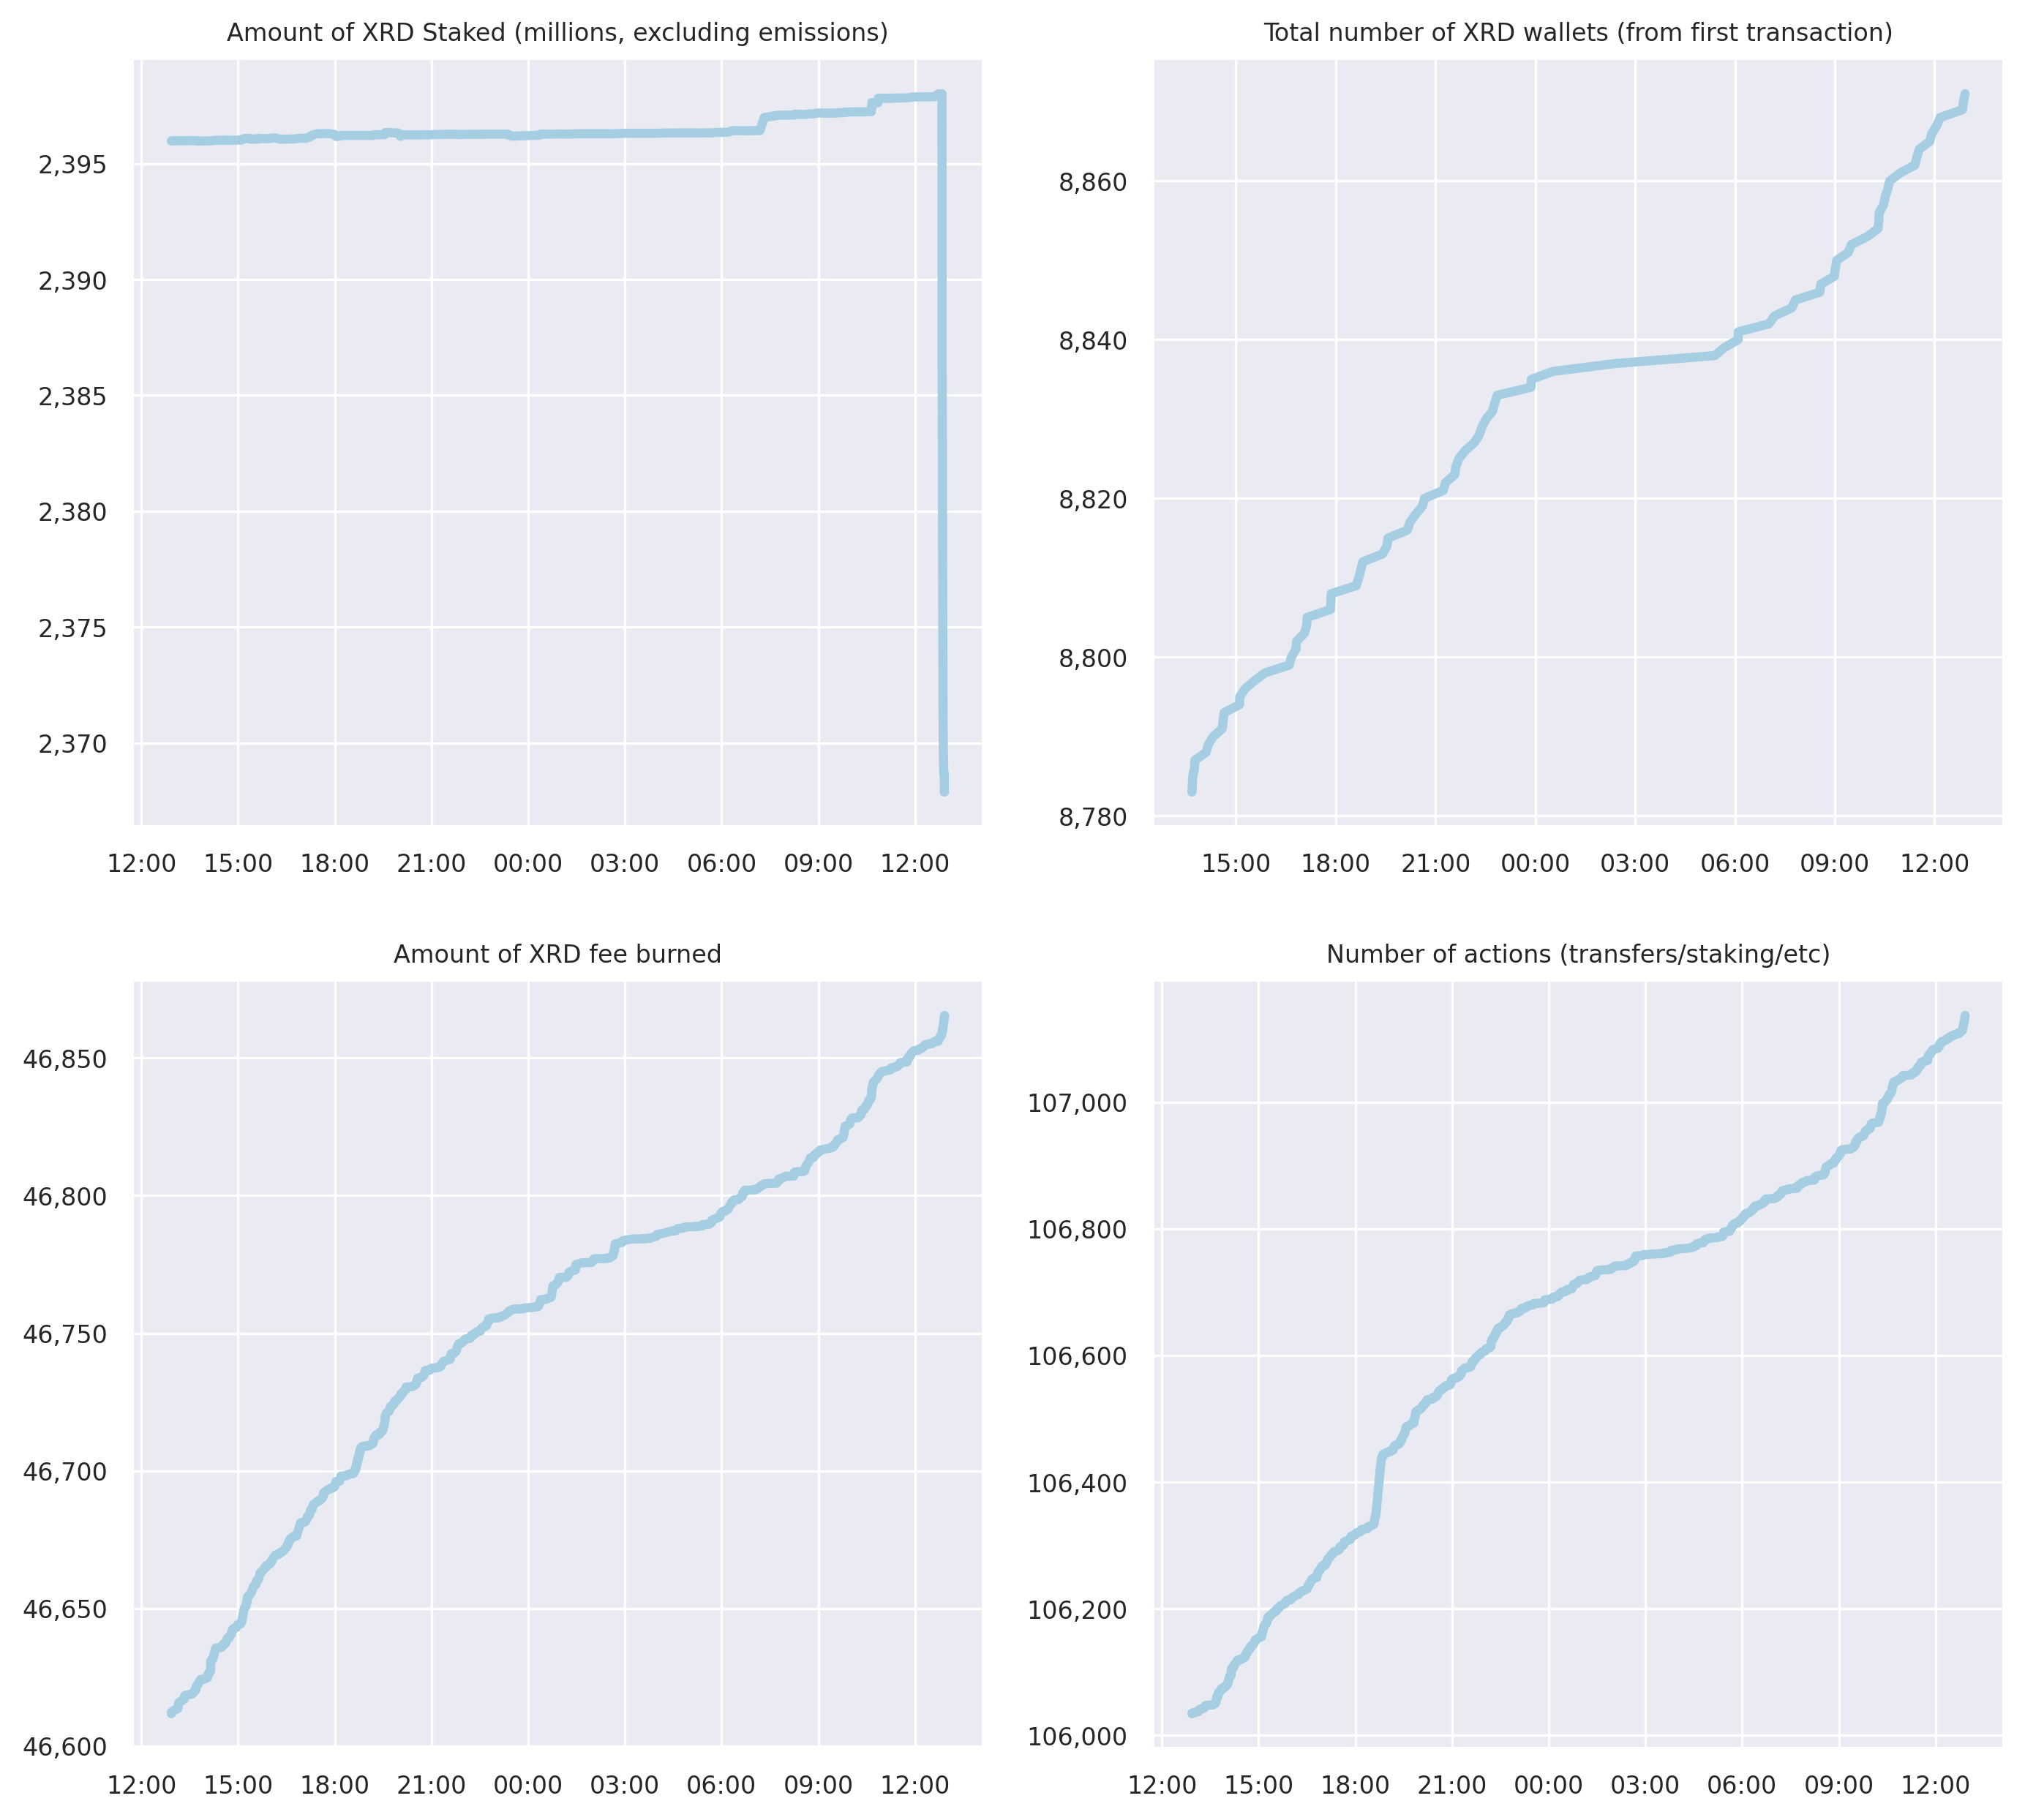 Amount of XRD Staked (millions, excluding emissions)
2,395
2,390
2,385
2,380
2,375
2,370
12:00 15:00 18:00 21:00 00:00 03:00 06:00 09:00 12:00
Total number of XRD wallets (from first transaction)
8,860
8,840
8,820
8,800
8,780
15:00 18:00 21:00 00:00 03:00 06:00 09:00 12:00
Amount of XRD fee burned
46,850
46,800
46,750
46,700
46,650
46,600
12:00 15:00 18:00 21:00 00:00 03:00 06:00 09:00 12:00
Number of actions (transfers/staking/etc)
107,000
106,800
106,600
106,400
106,200
106,000
12:00 15:00 18:00 21:00 00:00 03:00 06:00 09:00 12:00